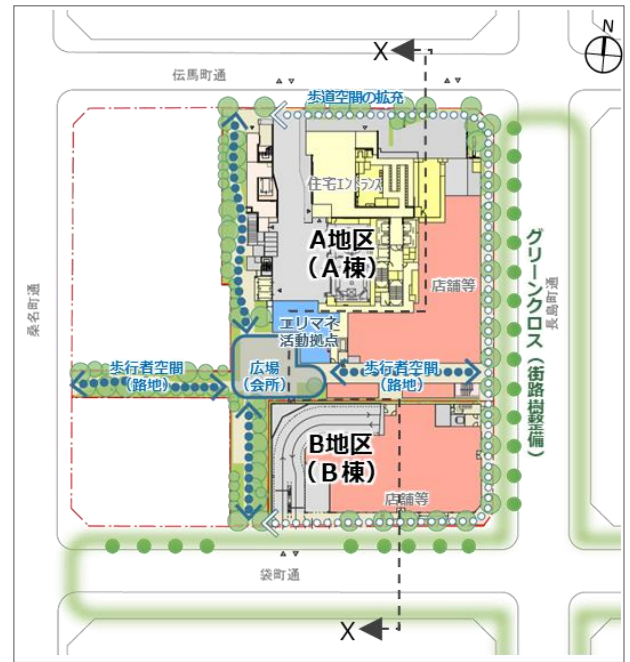 N
X
伝馬町通
歩道空間の拡充
住宅エントランス
A地区
(A棟)
店舗等
グリーンクロス(街路樹整備)
長島町通
桑名町通
エリマネ
活動拠点
歩行者空間
(路地)
広場
(会所)
歩行者空間
(路地)
B地区
(B棟)
店舗等
袋町通
X